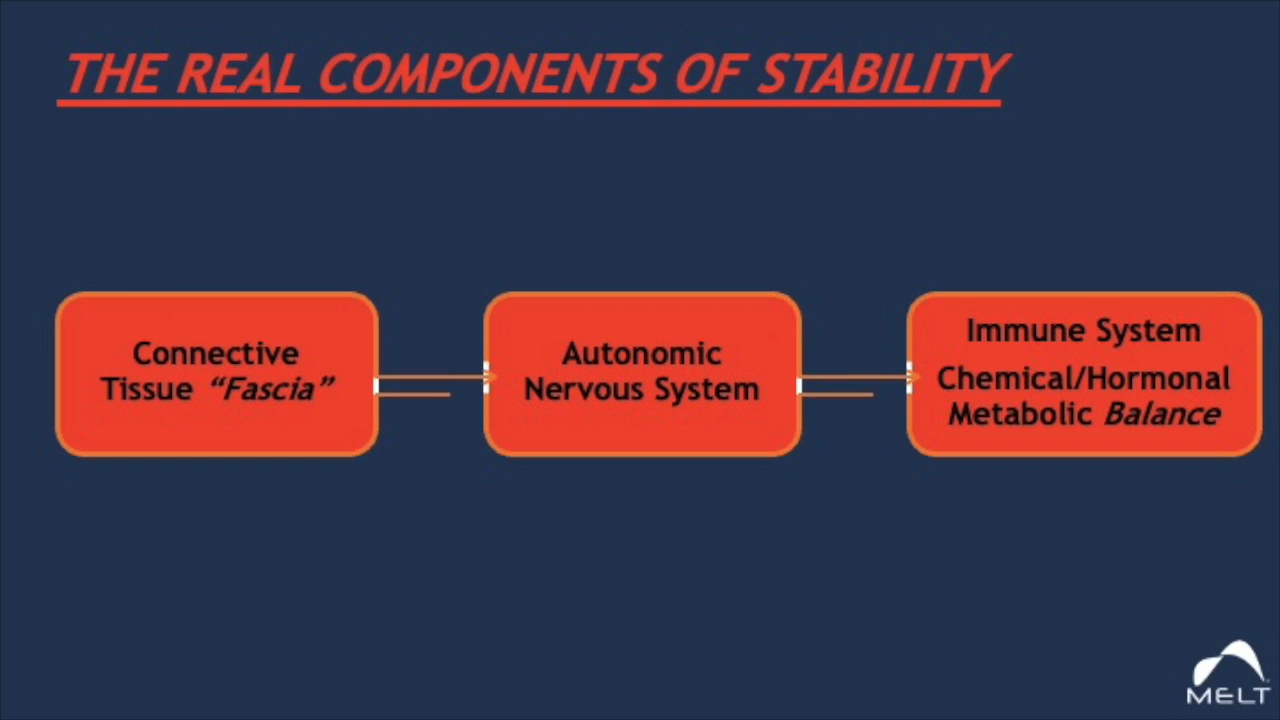 THE REAL COMPONENTS OF STABILITY
Connective
Tissue “Fascia”
Autonomic
Nervous System
Immune System
Chemical/Hormonal
Metabolic Balance
MELT